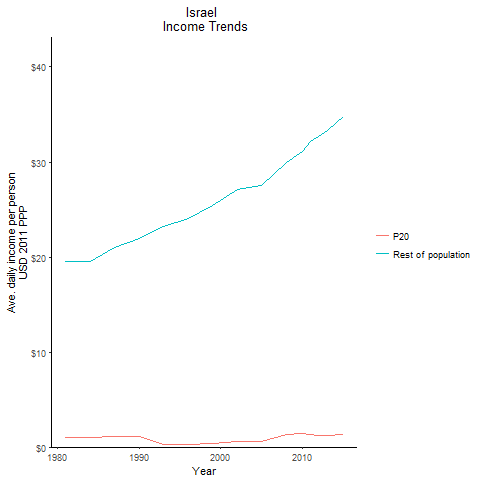 Israel
Income Trends
$40
$30
$20
$10
$0
Ave. daily income per person
USD 2011 PPP
1980
1990
2000
2010
Year
P20
Rest of population